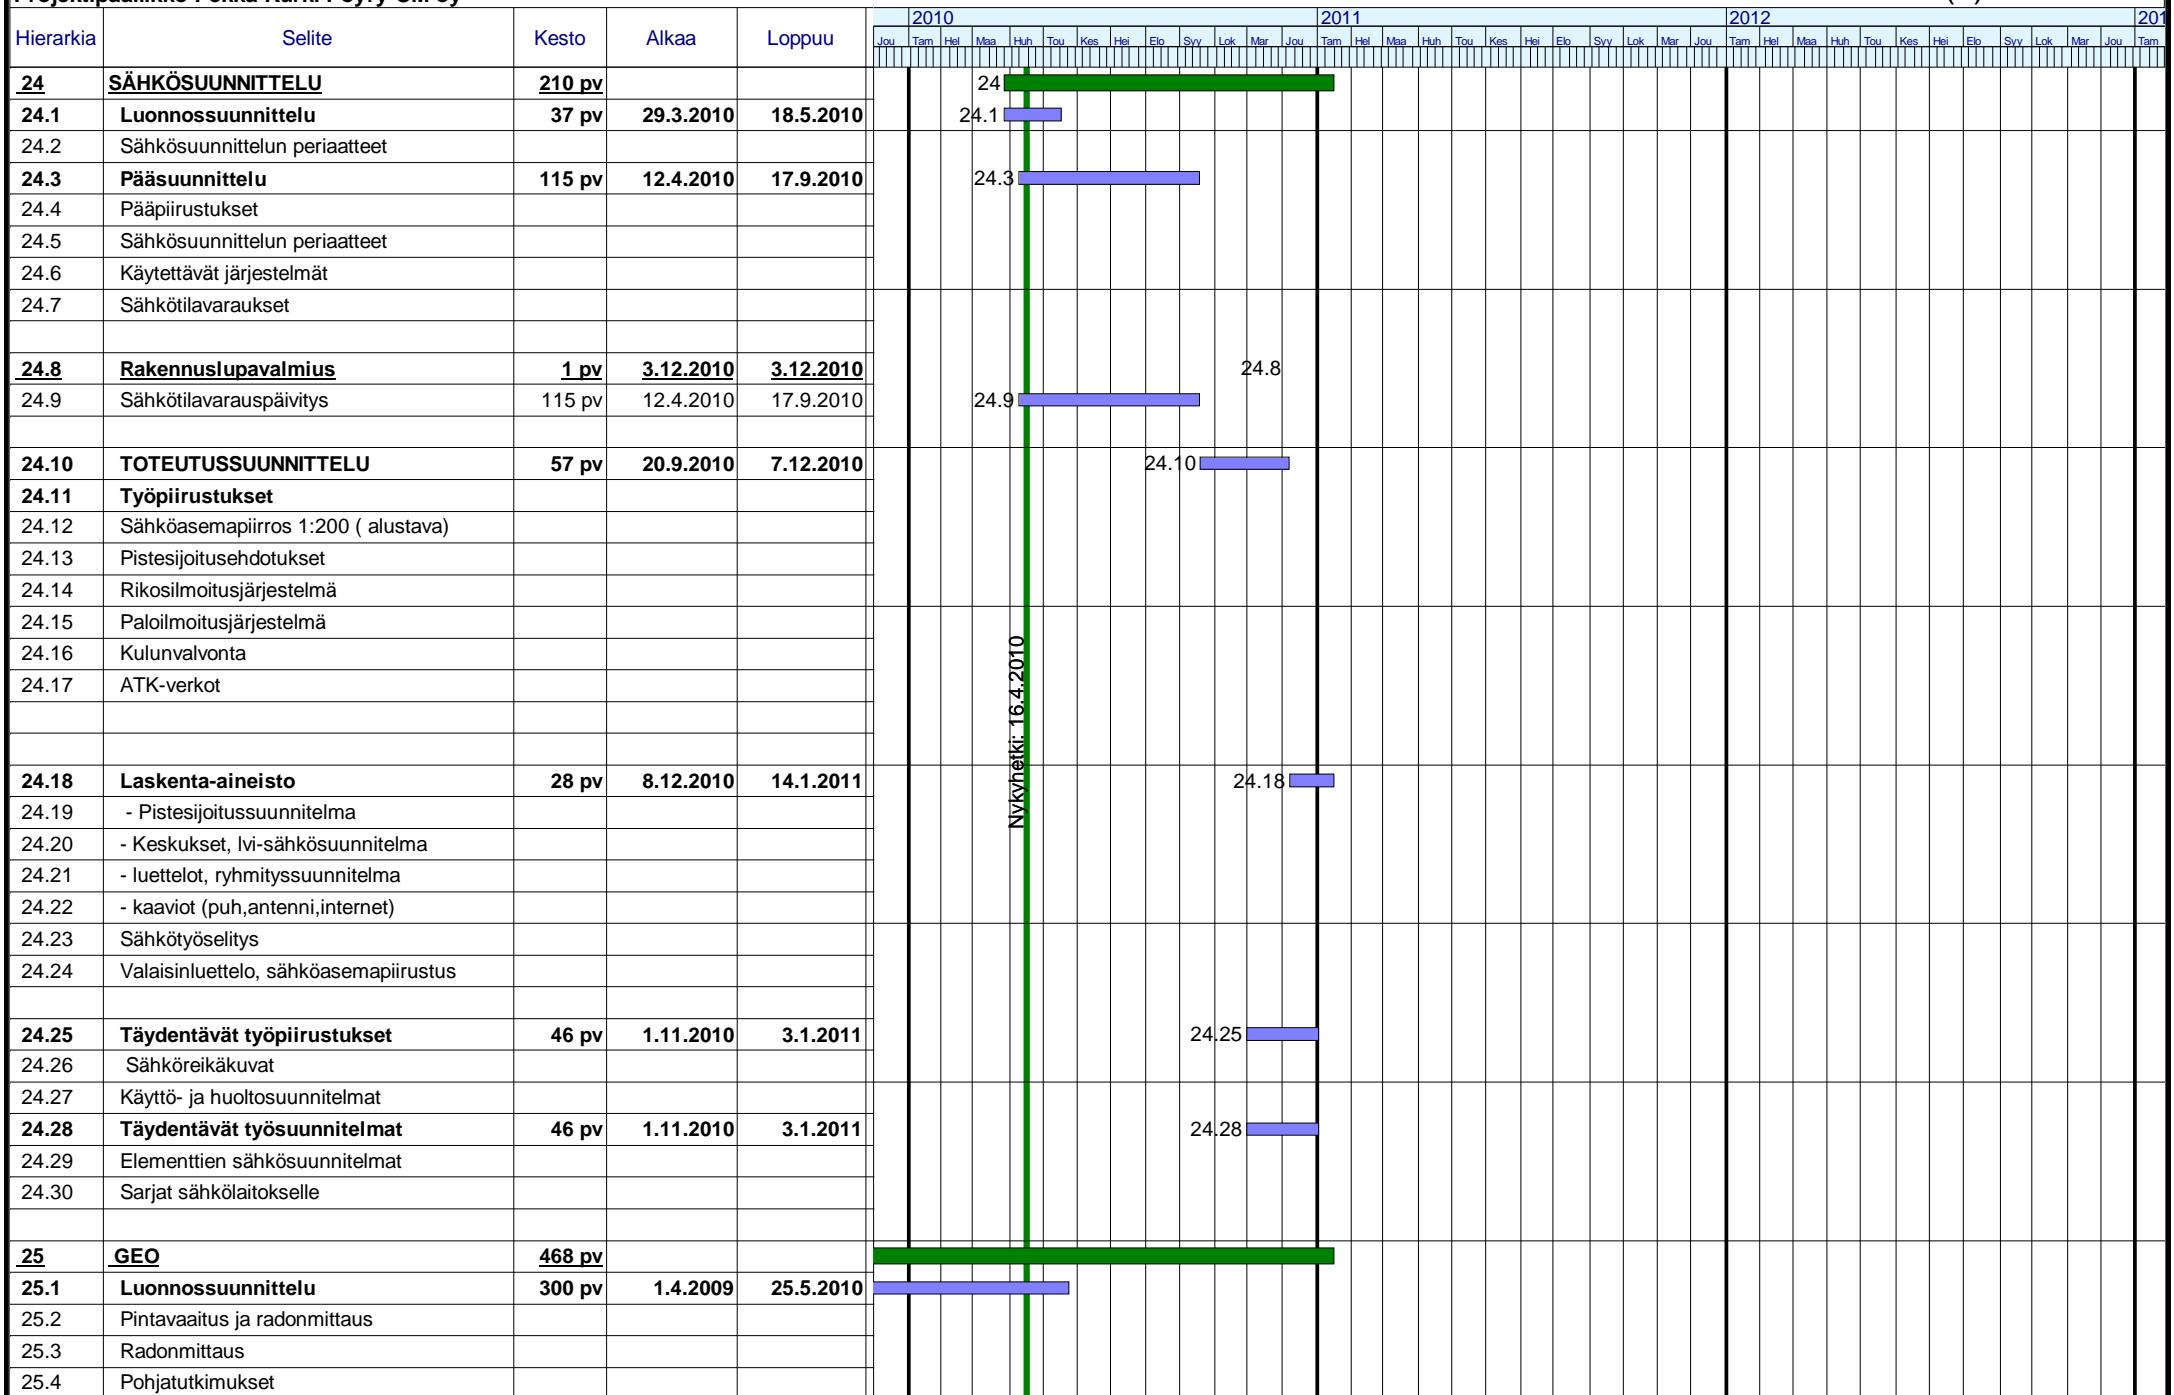 2010 2011 2012
Hierarkia Selite Kesto Alkaa Loppuu
Jou Tam Hel Maa Huh Tou Kes Hei Elo Syy Lok Mar Jou Tam Hel Maa Huh Tou Kes Hei Elo Syy Lok Mar Jou Tam Hel Maa Huh Tou Kes Hei Elo Syy Lok Mar Jou Tam
24 SÄHKÖSUUNNITTELU 210 pv 24
24.1 Luonnossuunnittelu 37 pv 29.3.2010 18.5.2010 24.1
24.2 Sähkösuunnittelun periaatteet
24.3 Pääsuunnittelu 115 pv 12.4.2010 17.9.2010 24.3
24.4 Pääpiirustukset
24.5 Sähkösuunnittelun periaatteet
24.6 Käytettävät järjestelmät
24.7 Sähkötilavaraukset
24.8 Rakennuslupavalmius 1 pv 3.12.2010 3.12.2010 24.8
24.9 Sähkötilavarauspäivitys 115 pv 12.4.2010 17.9.2010 24.9
24.10 TOTEUTUSSUUNNITTELU 57 pv 20.9.2010 7.12.2010 24.10
24.11 Työpiirustukset
24.12 Sähköasemapiirros 1:200 ( alustava)
24.13 Pistesijoitusehdotukset
24.14 Rikosilmoitusjärjestelmä
24.15 Paloilmoitusjärjestelmä
24.16 Kulunvalvonta
24.17 ATK-verkot
Nykyhetki: 16.4.2010
24.18 Laskenta-aineisto 28 pv 8.12.2010 14.1.2011 24.18
24.19 - Pistesijoitussuunnitelma
24.20 - Keskukset, lvi-sähkösuunnitelma
24.21 - luettelot, ryhmityssuunnitelma
24.22 - kaaviot (puh,antenni,internet)
24.23 Sähkötyöselitys
24.24 Valaisinluettelo, sähköasemapiirustus
24.25 Täydentävät työpiirustukset 46 pv 1.11.2010 3.1.2011 24.25
24.26 Sähköreikäkuvat
24.27 Käyttö- ja huoltosuunnitelmat
24.28 Täydentävät työsuunnitelmat 46 pv 1.11.2010 3.1.2011 24.28
24.29 Elementtien sähkösuunnitelmat
24.30 Sarjat sähkölaitokselle
25 GEO 468 pv
25.1 Luonnossuunnittelu 300 pv 1.4.2009 25.5.2010
25.2 Pintavaaitus ja radonmittaus
25.3 Radonmittaus
25.4 Pohjatutkimukset